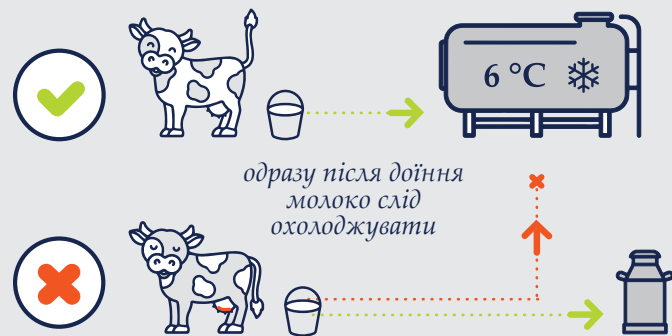 6 °C
одразу після доїння
молоко слід
охолоджувати